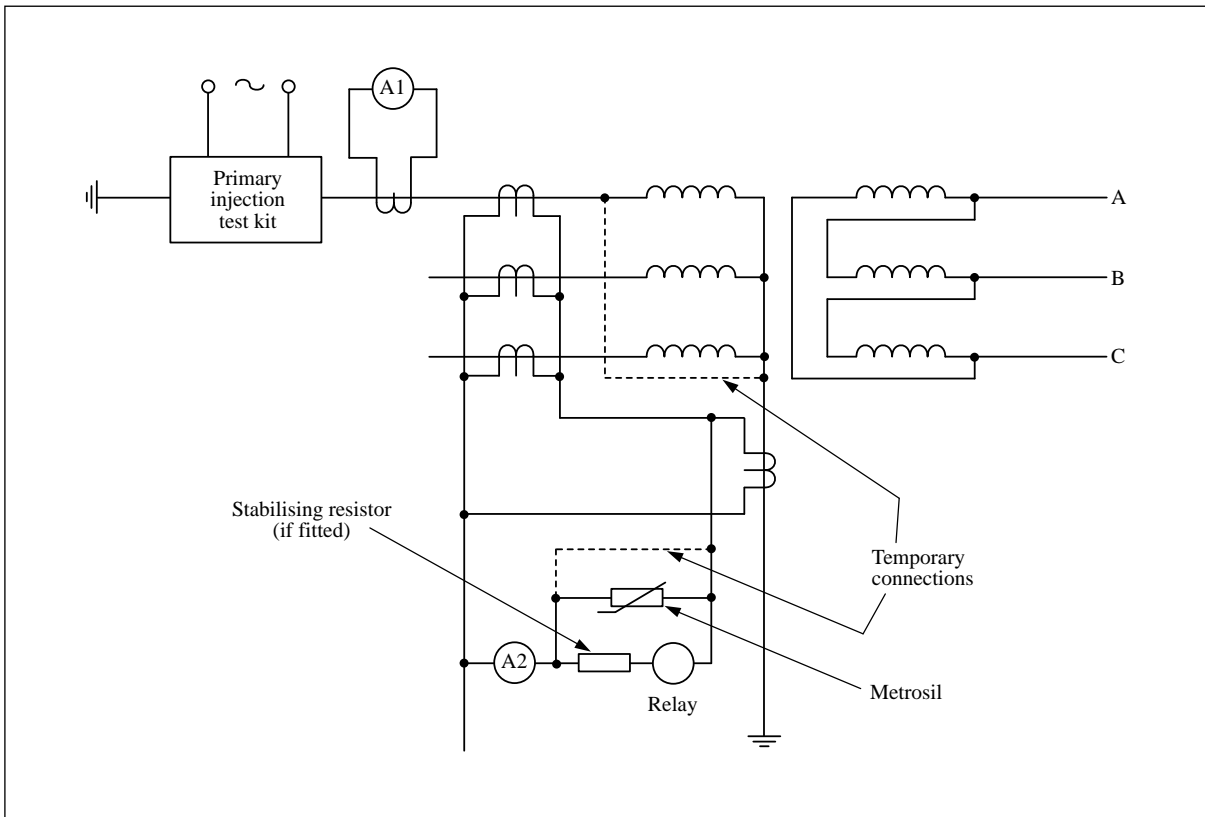 A1
Primary
injection
test kit
A
B
C
Stabilising resistor
(if fitted)
Temporary
connections
A2
Relay
Metrosil